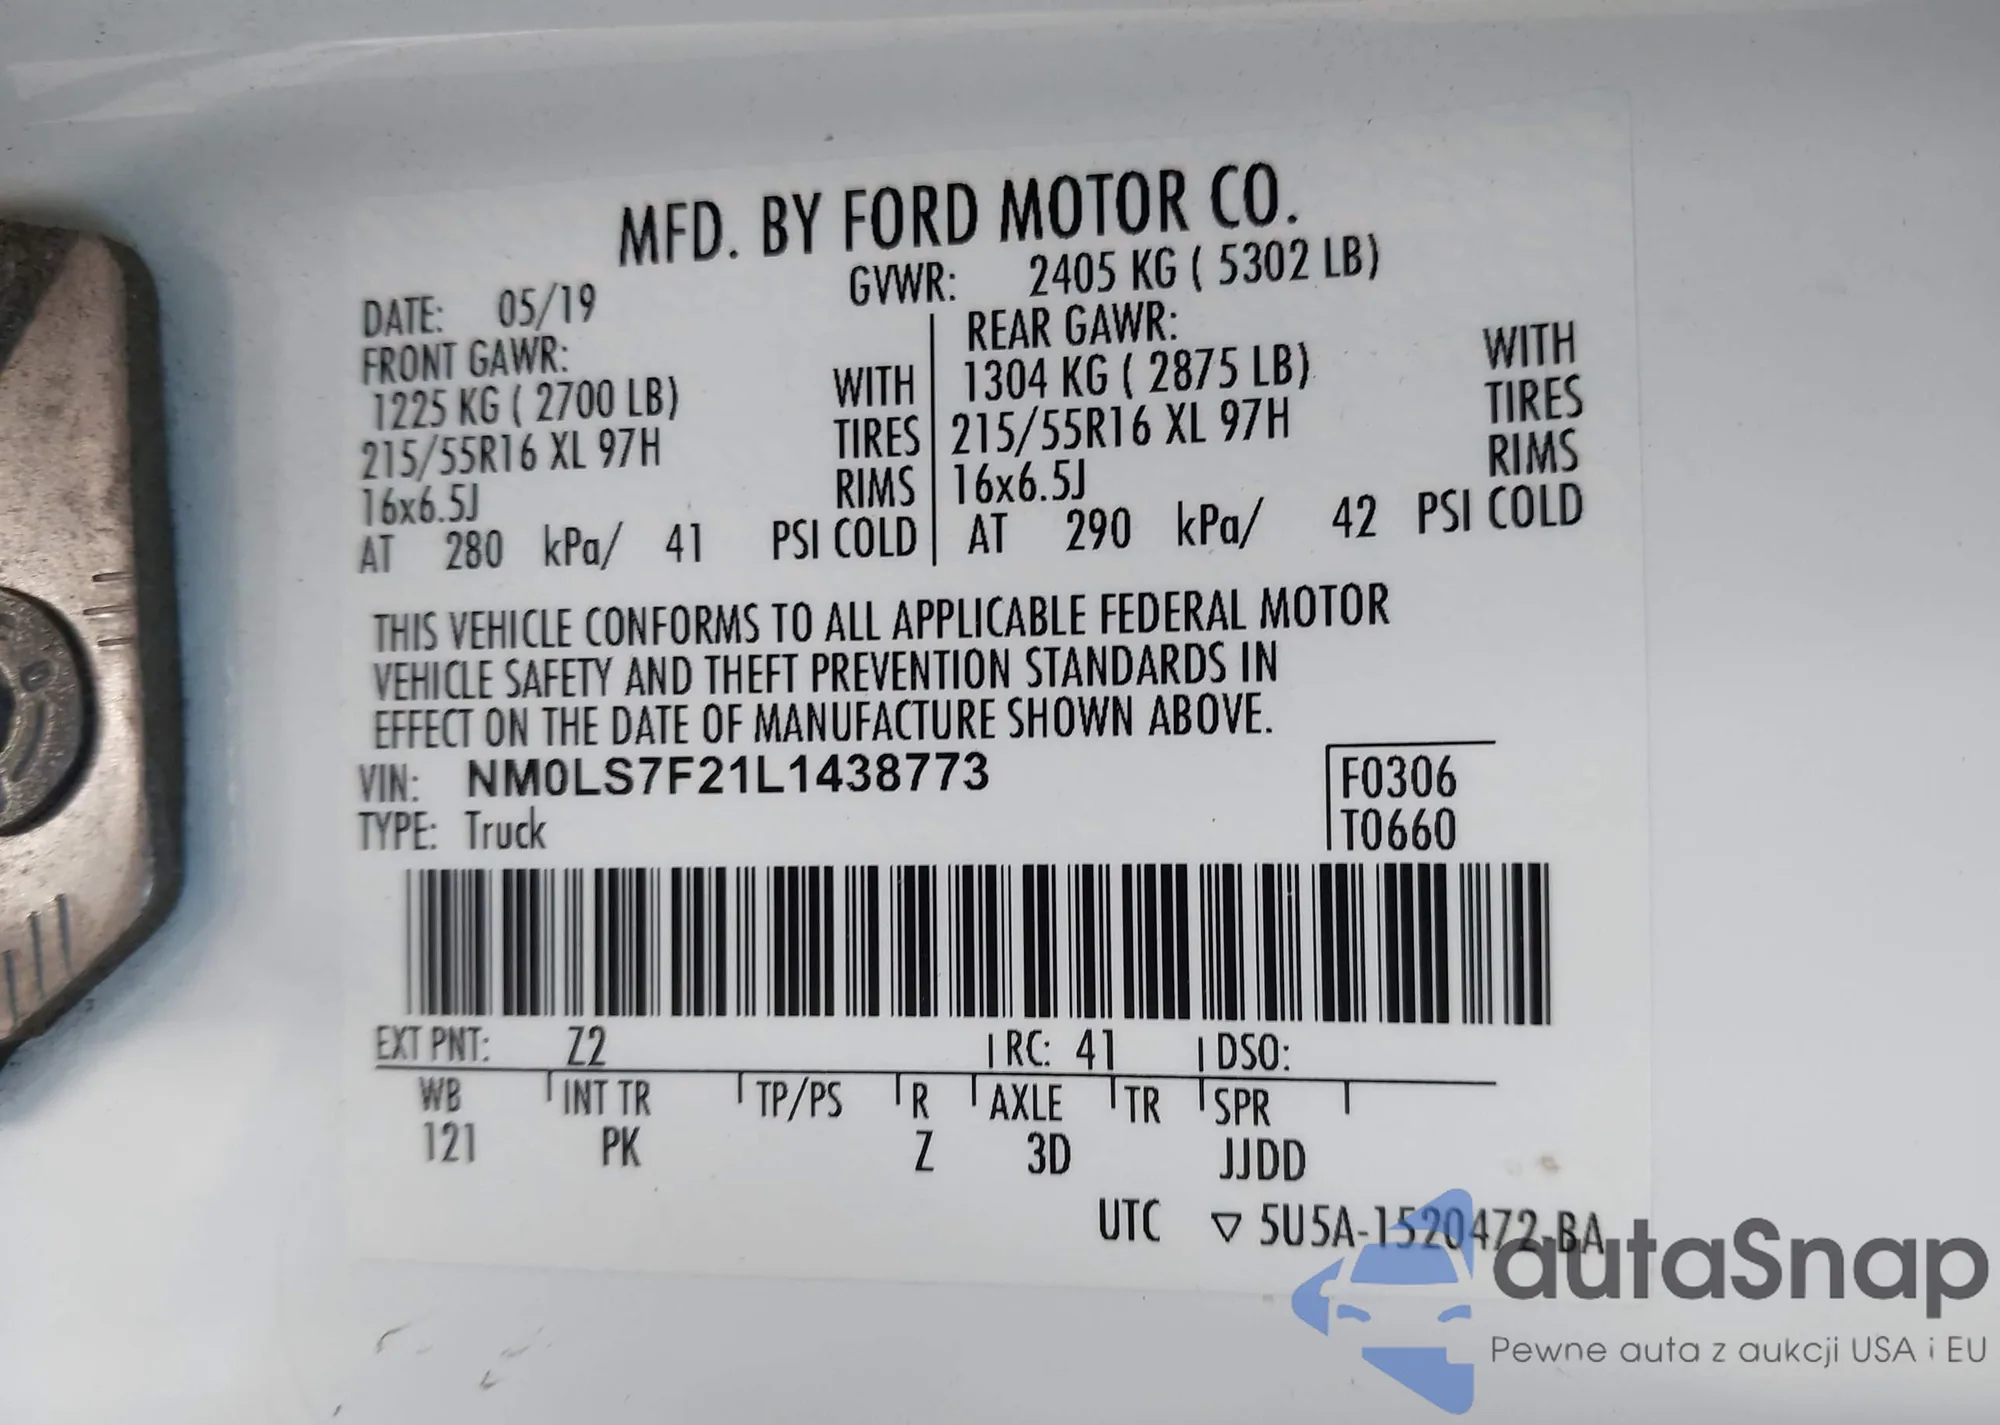 MFD. BY FORD MOTOR CO.
DATE: 05/19 GVWR: 2405 KG ( 5302 LB)
FRONT GAWR: REAR GAWR:
1225 KG ( 2700 LB) WITH 1304 KG ( 2875 LB) WITH
215/55R16 XL 97H TIRES 215/55R16 XL 97H TIRES
16x6.5J RIMS 16x6.5J RIMS
AT 280 kPa/ 41 PSI COLD AT 290 kPa/ 42 PSI COLD
THIS VEHICLE CONFORMS TO ALL APPLICABLE FEDERAL MOTOR
VEHICLE SAFETY AND THEFT PREVENTION STANDARDS IN
EFFECT ON THE DATE OF MANUFACTURE SHOWN ABOVE.
VIN: NM0LS7F21L1438773 F0306
TYPE: Truck T0660
EXT PNT: Z2 RC: 41 DSO:
WB INT TR TP/PS R AXLE TR SPR
121 PK Z 3D JJDD
UTC ▽ 5U5A-1520472-BA
autaSnap
Pewne auta z aukcji USA i EU